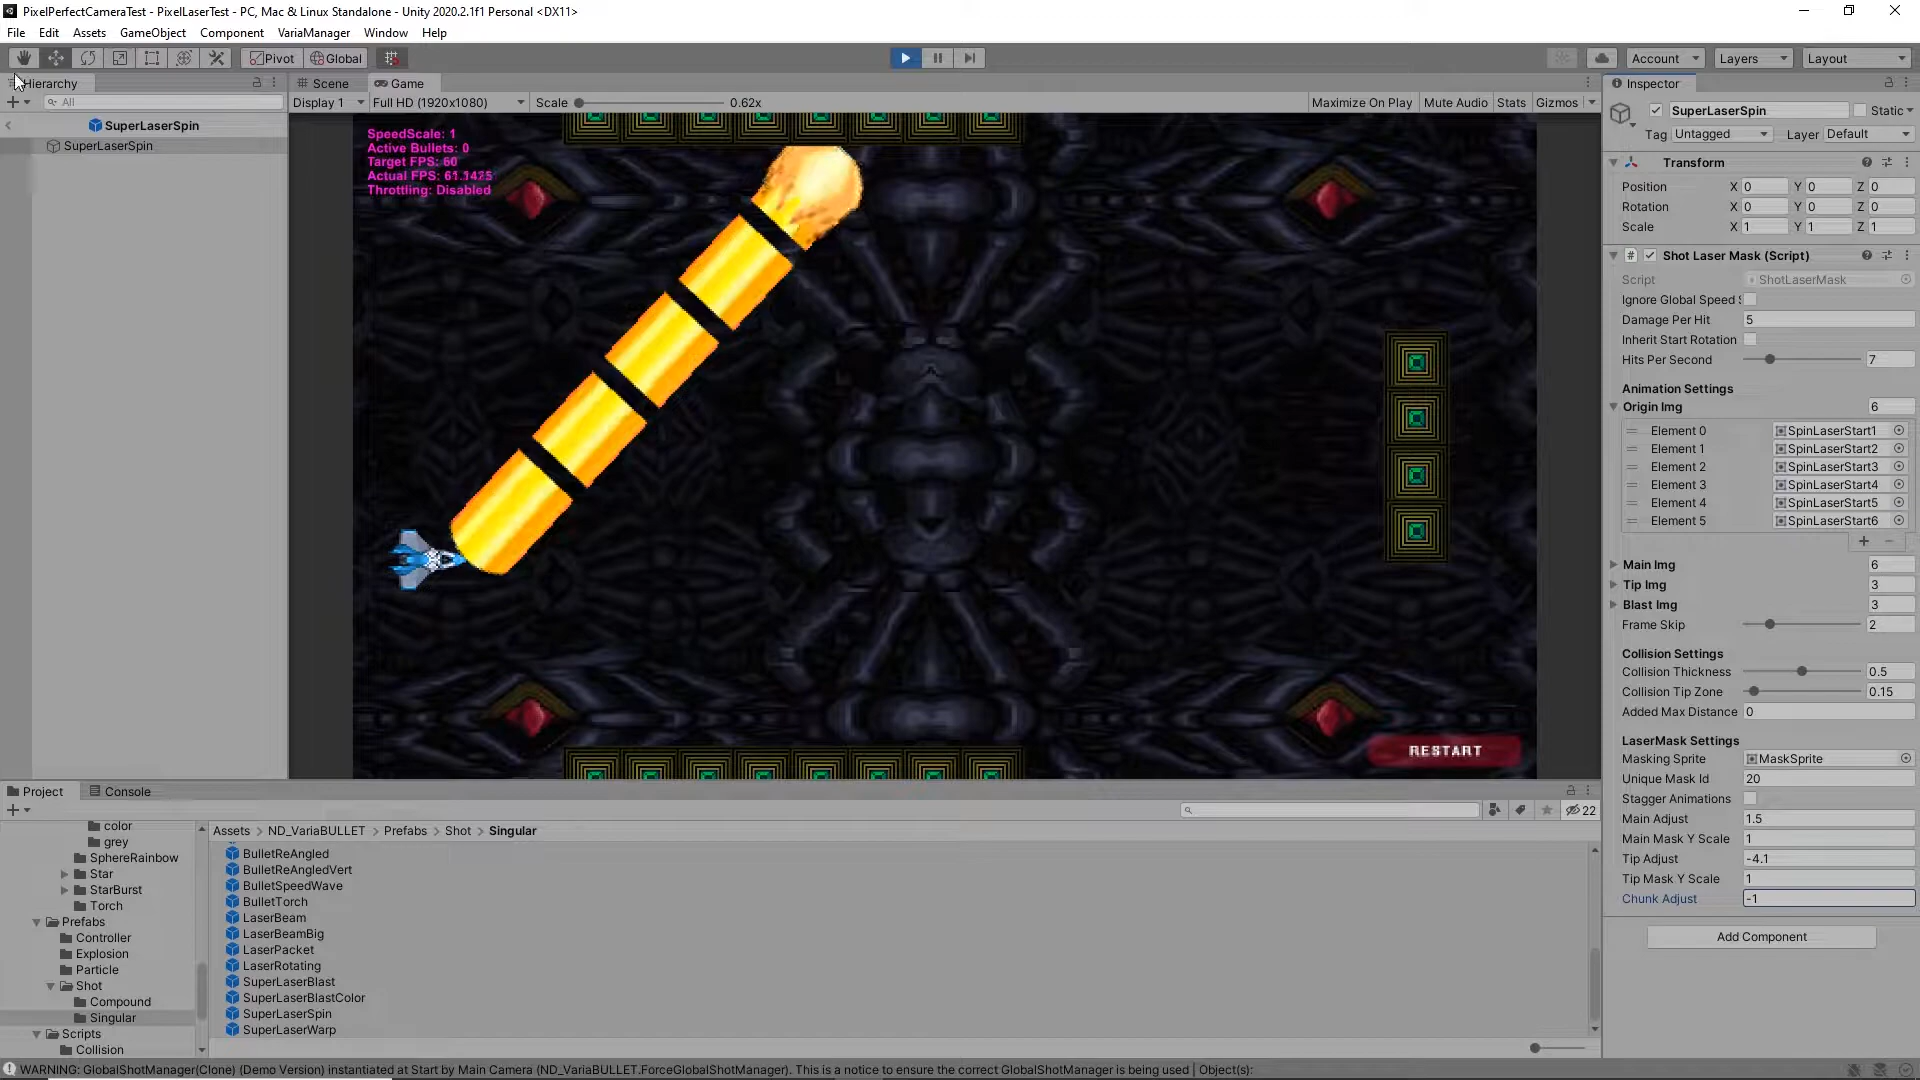 PixelPerfectCameraTest - PixelLaserTest - PC, Mac & Linux Standalone - Unity 2020.2.1f1 Personal <DX11>
File Edit Assets GameObject Component VariaManager Window Help
Pivot Global Account Layers Layout
Hierarchy Scene Game Inspector
All Display 1 Full HD (1920x1080) Scale 0.62x Maximize On Play Mute Audio Stats Gizmos
SuperLaserSpin
SuperLaserSpin
SpeedScale: 1
Active Bullets: 0
Target FPS: 60
Actual FPS: 61.1425
Throttling: Disabled
RESTART
SuperLaserSpin Static
Tag Untagged Layer Default
Transform
Position X 0 Y 0 Z 0
Rotation X 0 Y 0 Z 0
Scale X 1 Y 1 Z 1
# Shot Laser Mask (Script)
Script ShotLaserMask
Ignore Global Speed S
Damage Per Hit 5
Inherit Start Rotation
Hits Per Second 7
Animation Settings
Origin Img 6
Element 0 SpinLaserStart1
Element 1 SpinLaserStart2
Element 2 SpinLaserStart3
Element 3 SpinLaserStart4
Element 4 SpinLaserStart5
Element 5 SpinLaserStart6
+ -
Main Img 6
Tip Img 3
Blast Img 3
Frame Skip 2
Collision Settings
Collision Thickness 0.5
Collision Tip Zone 0.15
Added Max Distance 0
LaserMask Settings
Masking Sprite MaskSprite
Unique Mask Id 20
Stagger Animations
Main Adjust 1.5
Main Mask Y Scale 1
Tip Adjust -4.1
Tip Mask Y Scale 1
Chunk Adjust -1
Add Component
Project Console
22
color
grey
SphereRainbow
Star
StarBurst
Torch
Prefabs
Controller
Explosion
Particle
Shot
Compound
Singular
Scripts
Collision
Assets > ND_VariaBULLET > Prefabs > Shot > Singular
BulletReAngled
BulletReAngledVert
BulletSpeedWave
BulletTorch
LaserBeam
LaserBeamBig
LaserPacket
LaserRotating
SuperLaserBlast
SuperLaserBlastColor
SuperLaserSpin
SuperLaserWarp
WARNING: GlobalShotManager(Clone) (Demo Version) instantiated at Start by Main Camera (ND_VariaBULLET.ForceGlobalShotManager). This is a notice to ensure the correct GlobalShotManager is being used | Object(s):